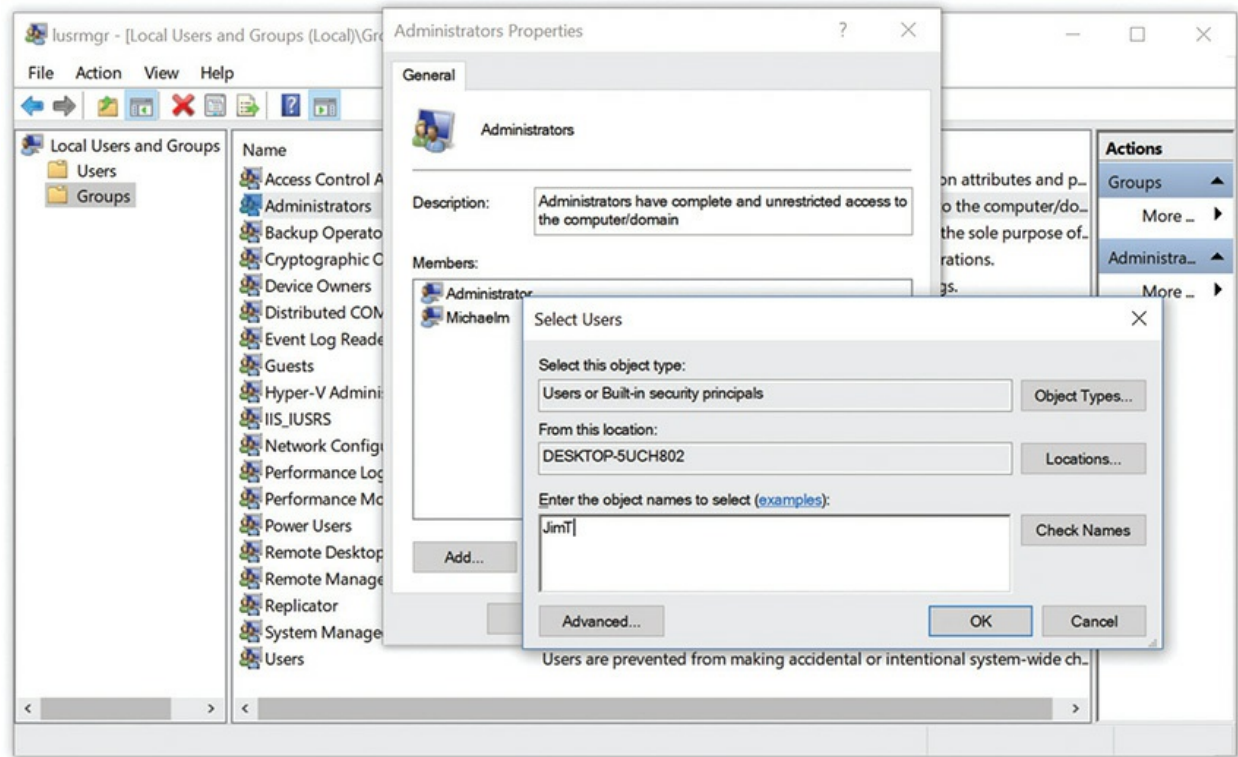 lusrmgr - [Local Users and Groups (Local)\Gr
Administrators Properties
File Action View Help
General
Local Users and Groups
Users
Groups
Name
Access Control A
Administrators
Backup Operato
Cryptographic C
Device Owners
Distributed COM
Event Log Reade
Guests
Hyper-V Adminis
IIS_IUSRS
Network Configu
Performance Log
Performance Mo
Power Users
Remote Desktop
Remote Manage
Replicator
System Manage
Users
Administrators
Description:
Administrators have complete and unrestricted access to
the computer/domain
Members:
Administrator
Michaelm
Add...
Select Users
Select this object type:
Users or Built-in security principals
Object Types...
From this location:
DESKTOP-5UCH802
Locations...
Enter the object names to select (examples):
JimT
Check Names
Advanced...
OK
Cancel
on attributes and p...
o the computer/do...
the sole purpose of...
rations.
gs.
Users are prevented from making accidental or intentional system-wide ch...
Actions
Groups
More ...
Administra...
More ...